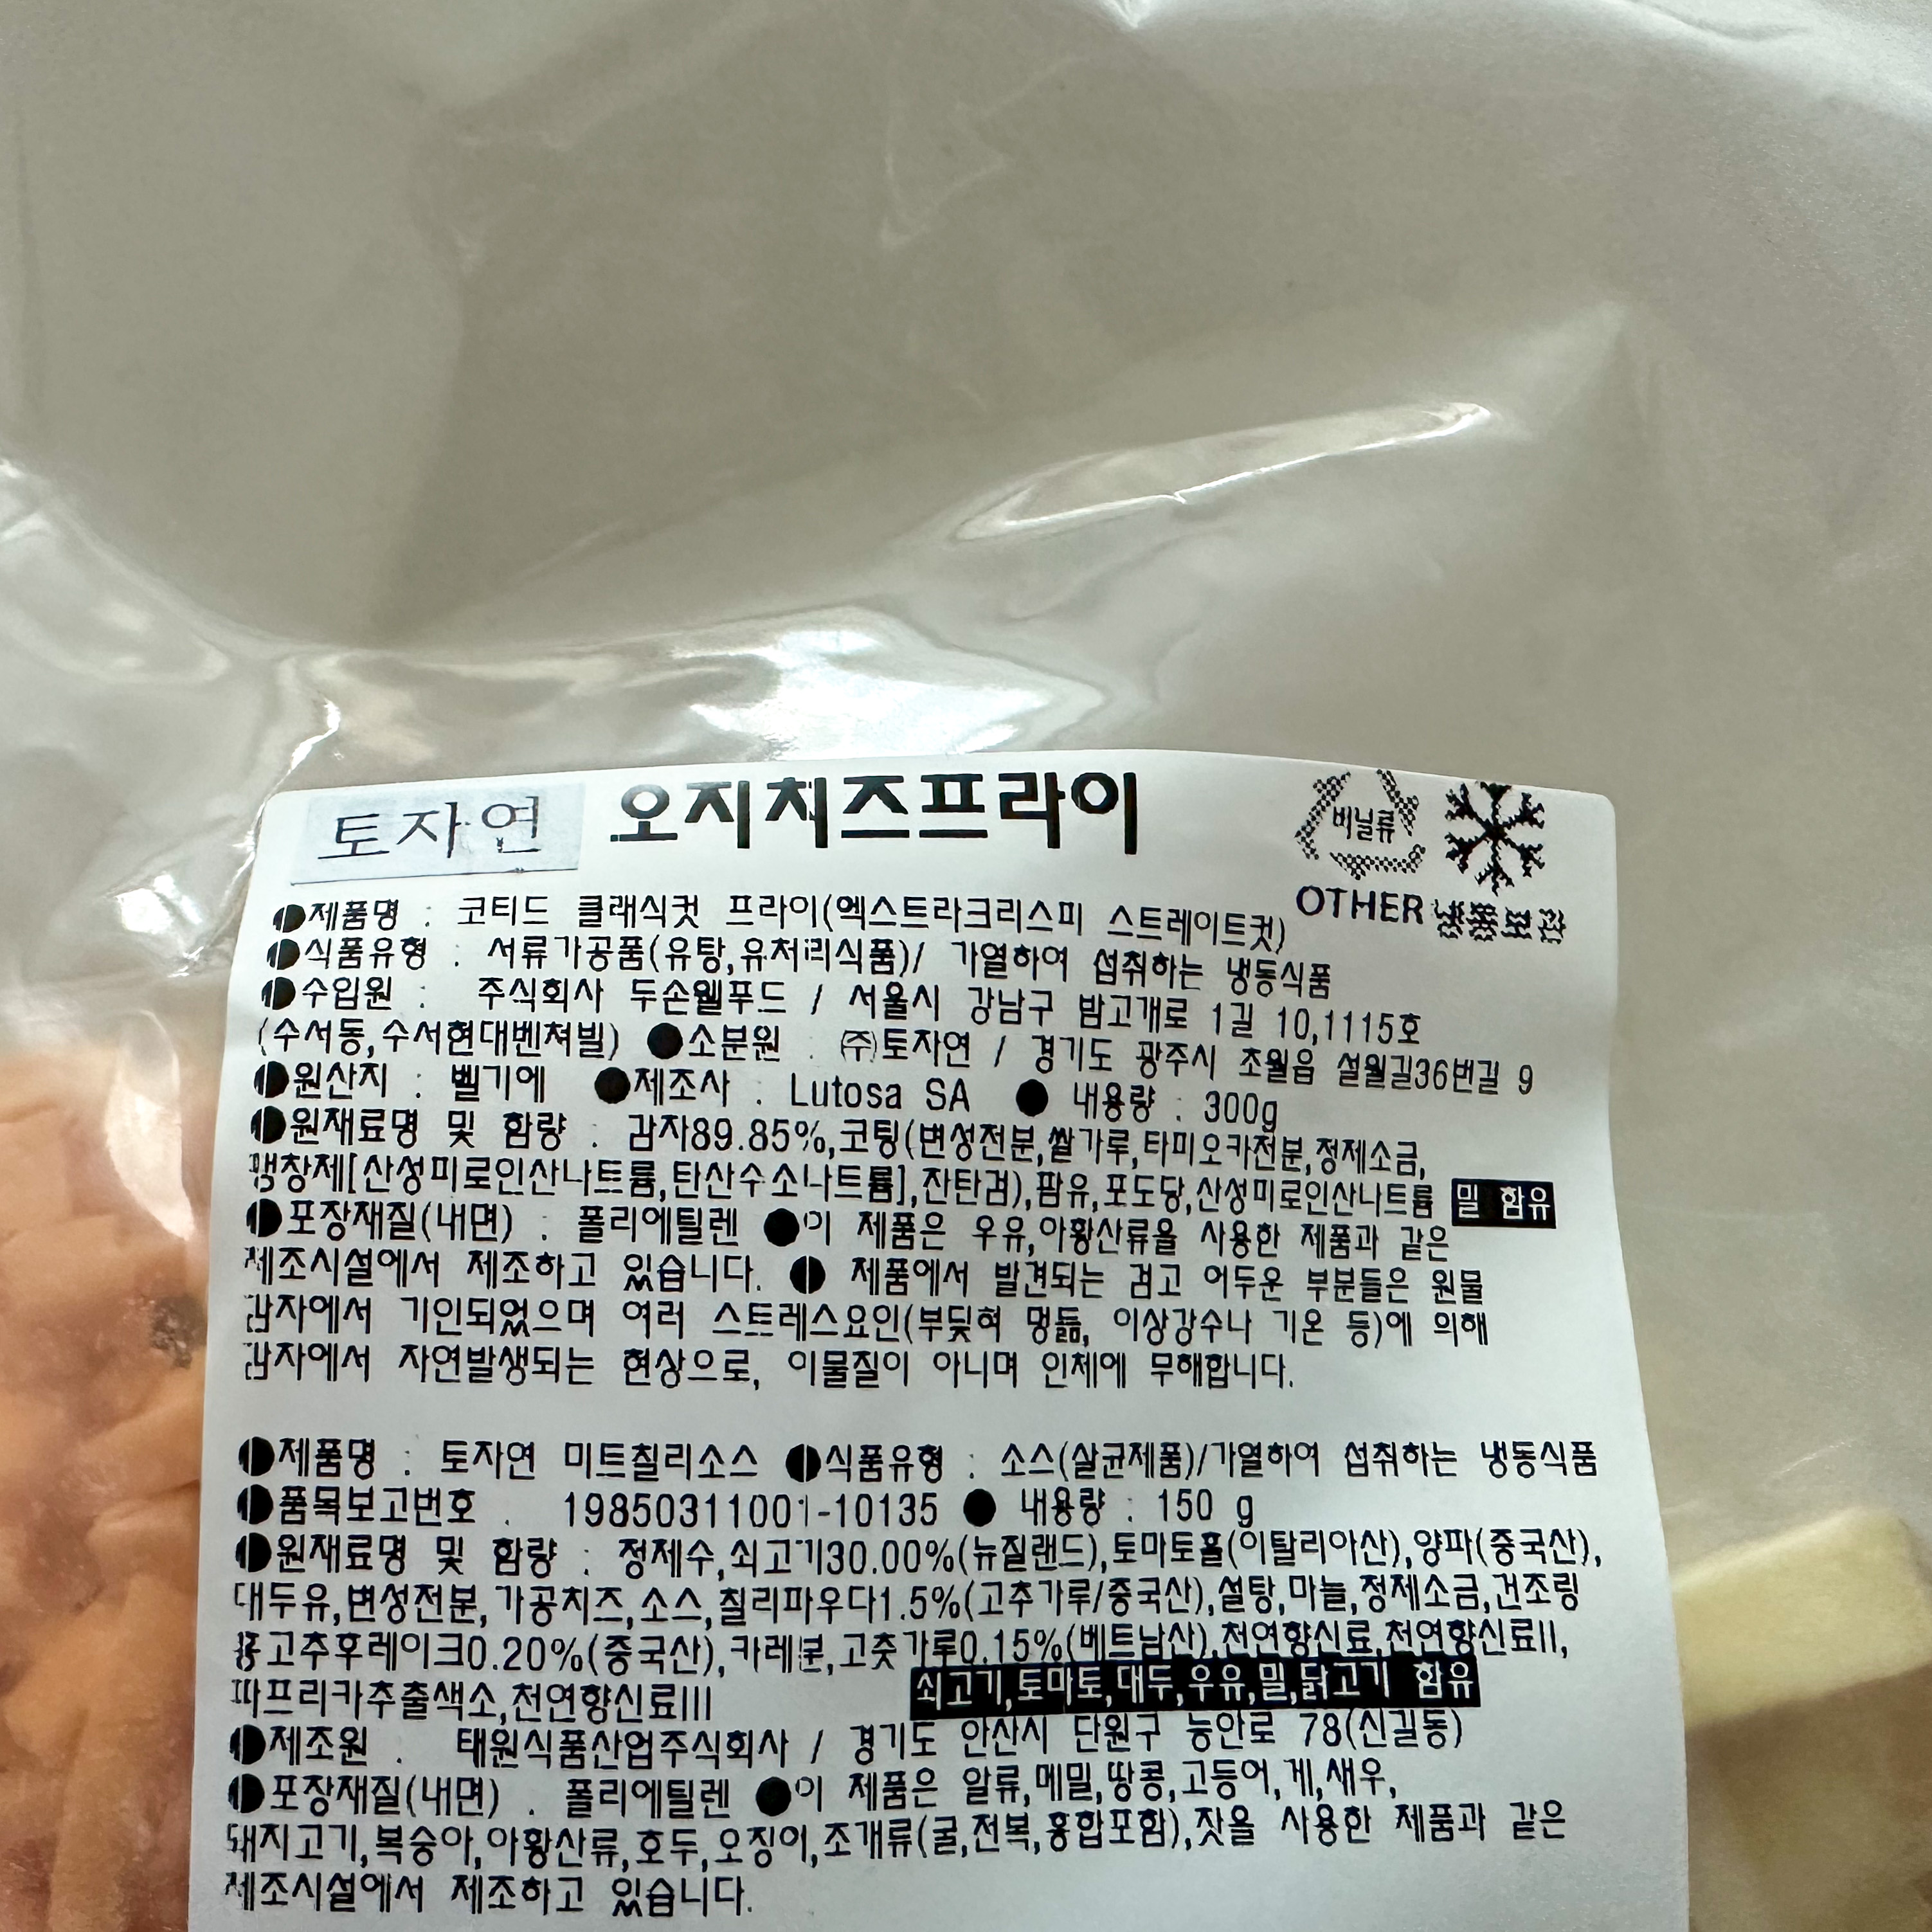 토자연 오지치즈프라이
비닐류
OTHER 냉동보관
●제품명 : 코티드 클래식컷 프라이(엑스트라크리스피 스트레이트컷)
●식품유형 : 서류가공품(유탕,유처리식품)/ 가열하여 섭취하는 냉동식품
●수입원 : 주식회사 두손웰푸드 / 서울시 강남구 밤고개로 1길 10,1115호
(수서동,수서현대벤쳐빌) ●소분원 : ㈜토자연 / 경기도 광주시 초월읍 설월길36번길 9
●원산지 : 벨기에 ●제조사 : Lutosa SA ● 내용량 : 300g
●원재료명 및 함량 : 감자89.85%,코팅(변성전분,쌀가루,타피오카전분,정제소금,
팽창제[산성피로인산나트륨,탄산수소나트륨],잔탄검),팜유,포도당,산성피로인산나트륨 밀 함유
●포장재질(내면) : 폴리에틸렌 ●이 제품은 우유,아황산류을 사용한 제품과 같은
제조시설에서 제조하고 있습니다. ● 제품에서 발견되는 검고 어두운 부분들은 원물
감자에서 기인되었으며 여러 스트레스요인(부딪혀 멍듦, 이상강수나 기온 등)에 의해
감자에서 자연발생되는 현상으로, 이물질이 아니며 인체에 무해합니다.
●제품명 : 토자연 미트칠리소스 ●식품유형 : 소스(살균제품)/가열하여 섭취하는 냉동식품
●품목보고번호 : 19850311001-10135 ● 내용량 : 150 g
●원재료명 및 함량 : 정제수,쇠고기30.00%(뉴질랜드),토마토홀(이탈리아산),양파(중국산),
대두유,변성전분,가공치즈,소스,칠리파우다1.5%(고추가루/중국산),설탕,마늘,정제소금,건조링
홍고추후레이크0.20%(중국산),카레분,고춧가루0.15%(베트남산),천연향신료,천연향신료II,
파프리카추출색소,천연향신료III 쇠고기,토마토,대두,우유,밀,닭고기 함유
●제조원 : 태원식품산업주식회사 / 경기도 안산시 단원구 능안로 78(신길동)
●포장재질(내면) : 폴리에틸렌 ●이 제품은 알류,메밀,땅콩,고등어,게,새우,
돼지고기,복숭아,아황산류,호두,오징어,조개류(굴,전복,홍합포함),잣을 사용한 제품과 같은
제조시설에서 제조하고 있습니다.